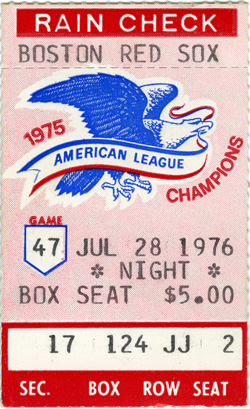 RAIN CHECK
BOSTON RED SOX
1975
AMERICAN LEAGUE
CHAMPIONS
GAME
47 JUL 28 1976
* NIGHT *
BOX SEAT $5.00
17 124 JJ 2
SEC. BOX ROW SEAT